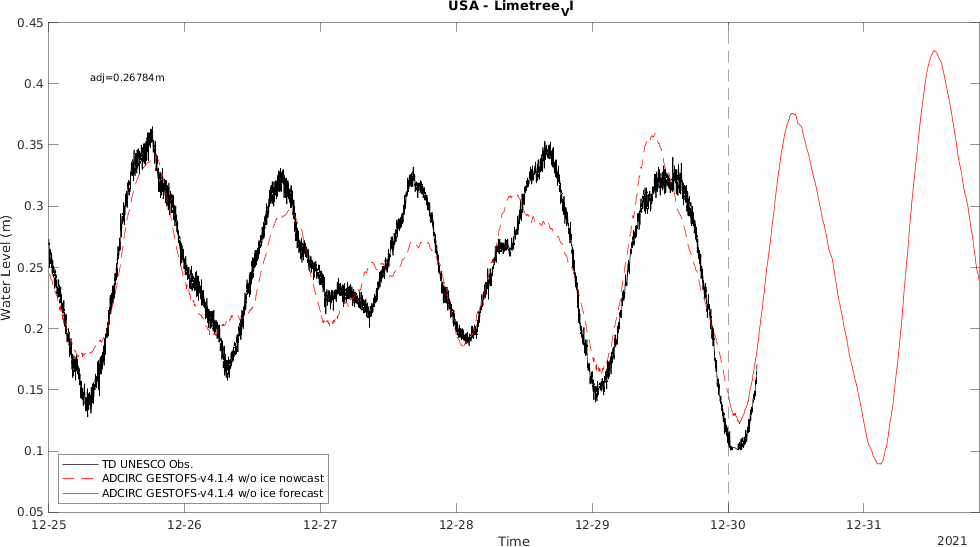 USA - LimetreeVI
0.45
0.4
0.35
0.3
0.25
0.2
0.15
0.1
0.05
Water Level (m)
adj=0.26784m
TD UNESCO Obs.
ADCIRC GESTOFS-v4.1.4 w/o ice nowcast
ADCIRC GESTOFS-v4.1.4 w/o ice forecast
12-25 12-26 12-27 12-28 12-29 12-30 12-31
Time
2021